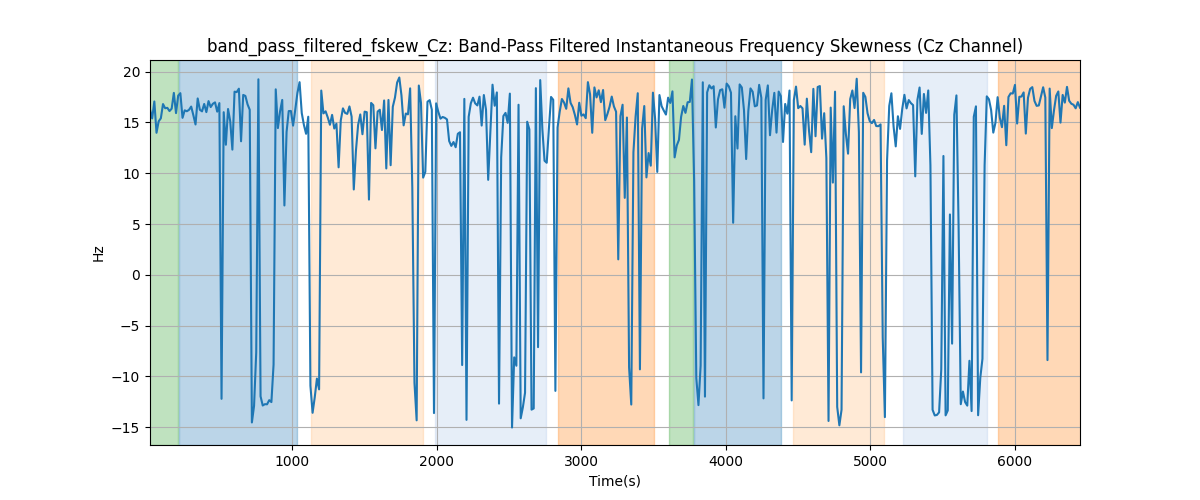 band_pass_filtered_fskew_Cz: Band-Pass Filtered Instantaneous Frequency Skewness (Cz Channel)
20
15
10
5
0
−5
−10
−15
Hz
1000 2000 3000 4000 5000 6000
Time(s)